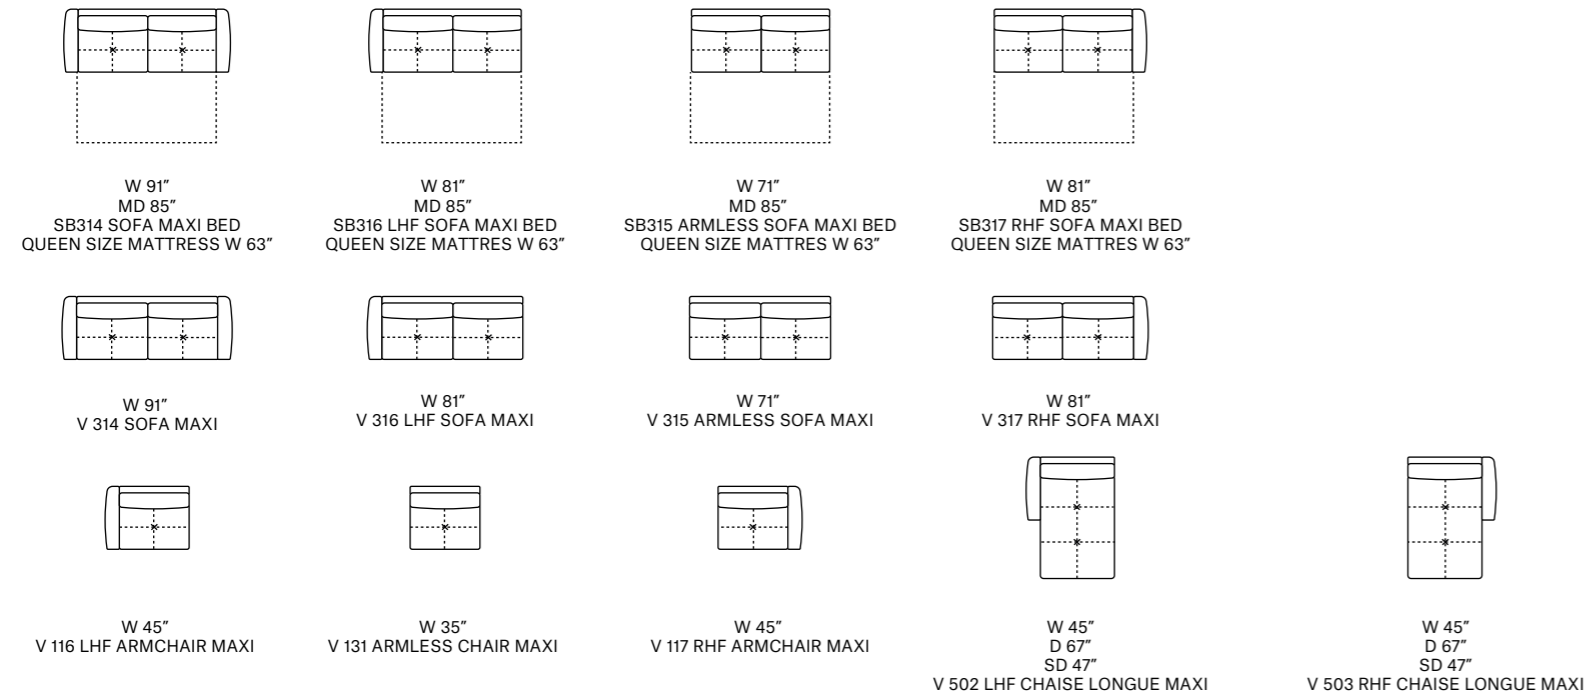 W 91″
MD 85″
SB314 SOFA MAXI BED
QUEEN SIZE MATTRESS W 63″
W 81″
MD 85″
SB316 LHF SOFA MAXI BED
QUEEN SIZE MATTRES W 63″
W 71″
MD 85″
SB315 ARMLESS SOFA MAXI BED
QUEEN SIZE MATTRES W 63″
W 81″
MD 85″
SB317 RHF SOFA MAXI BED
QUEEN SIZE MATTRES W 63″
W 91″
V 314 SOFA MAXI
W 81″
V 316 LHF SOFA MAXI
W 71″
V 315 ARMLESS SOFA MAXI
W 81″
V 317 RHF SOFA MAXI
W 45″
V 116 LHF ARMCHAIR MAXI
W 35″
V 131 ARMLESS CHAIR MAXI
W 45″
V 117 RHF ARMCHAIR MAXI
W 45″
D 67″
SD 47″
V 502 LHF CHAISE LONGUE MAXI
W 45″
D 67″
SD 47″
V 503 RHF CHAISE LONGUE MAXI